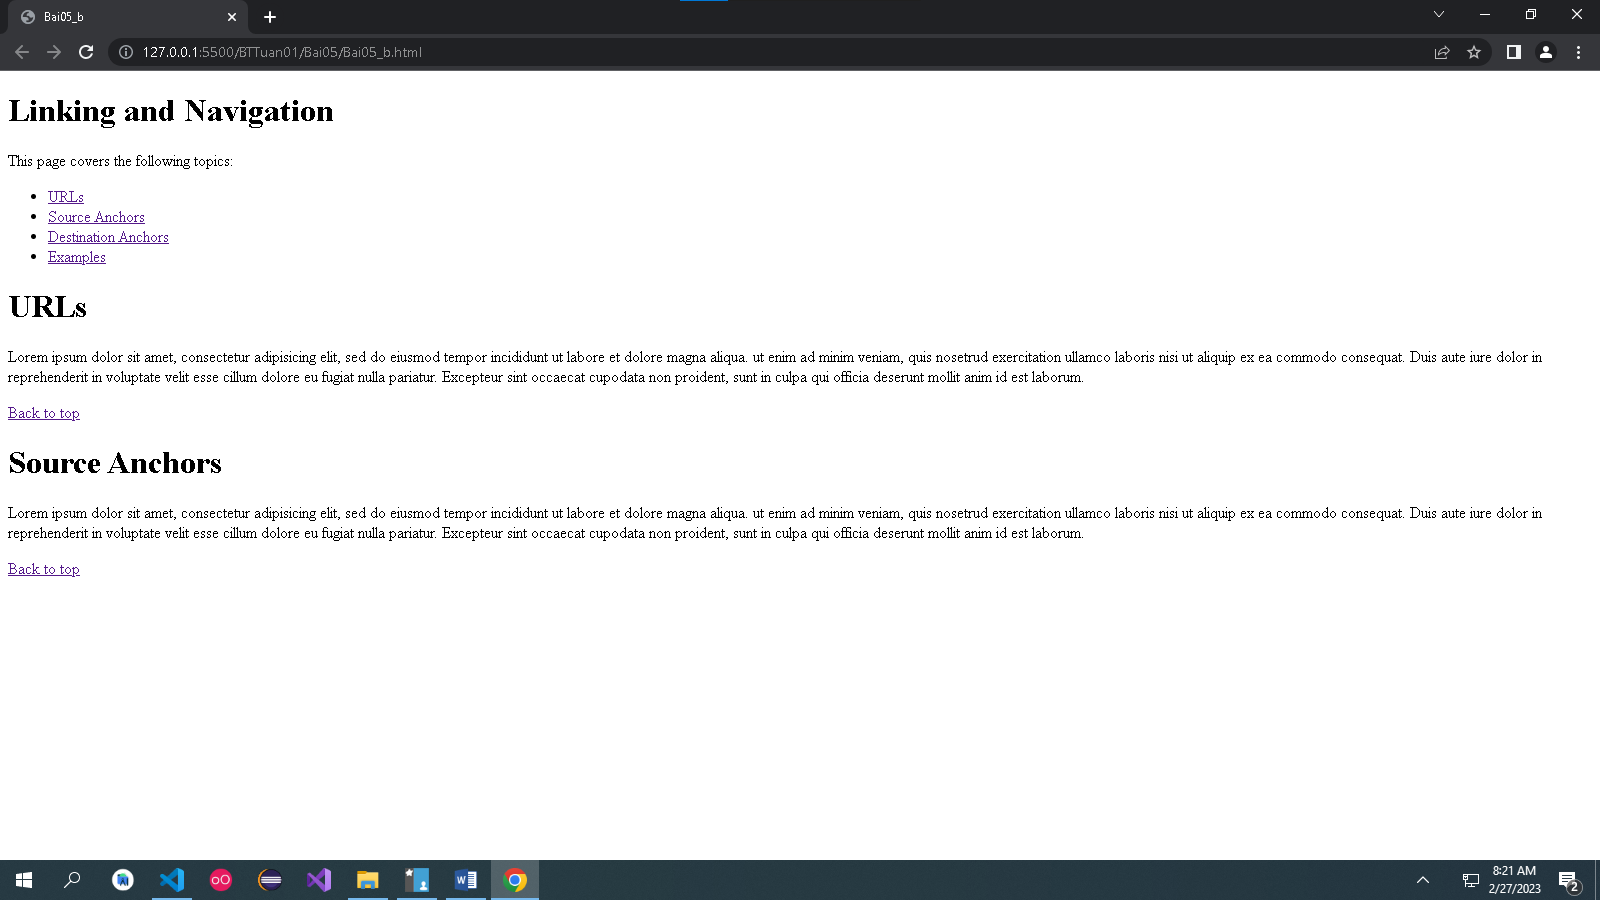 Bai05_b
127.0.0.1:5500/BTTuan01/Bai05/Bai05_b.html
Linking and Navigation
This page covers the following topics:
URLs
Source Anchors
Destination Anchors
Examples
URLs
Lorem ipsum dolor sit amet, consectetur adipisicing elit, sed do eiusmod tempor incididunt ut labore et dolore magna aliqua. ut enim ad minim veniam, quis nosetrud exercitation ullamco laboris nisi ut aliquip ex ea commodo consequat. Duis aute iure dolor in
reprehenderit in voluptate velit esse cillum dolore eu fugiat nulla pariatur. Excepteur sint occaecat cupodata non proident, sunt in culpa qui officia deserunt mollit anim id est laborum.
Back to top
Source Anchors
Lorem ipsum dolor sit amet, consectetur adipisicing elit, sed do eiusmod tempor incididunt ut labore et dolore magna aliqua. ut enim ad minim veniam, quis nosetrud exercitation ullamco laboris nisi ut aliquip ex ea commodo consequat. Duis aute iure dolor in
reprehenderit in voluptate velit esse cillum dolore eu fugiat nulla pariatur. Excepteur sint occaecat cupodata non proident, sunt in culpa qui officia deserunt mollit anim id est laborum.
Back to top
8:21 AM
2/27/2023
2